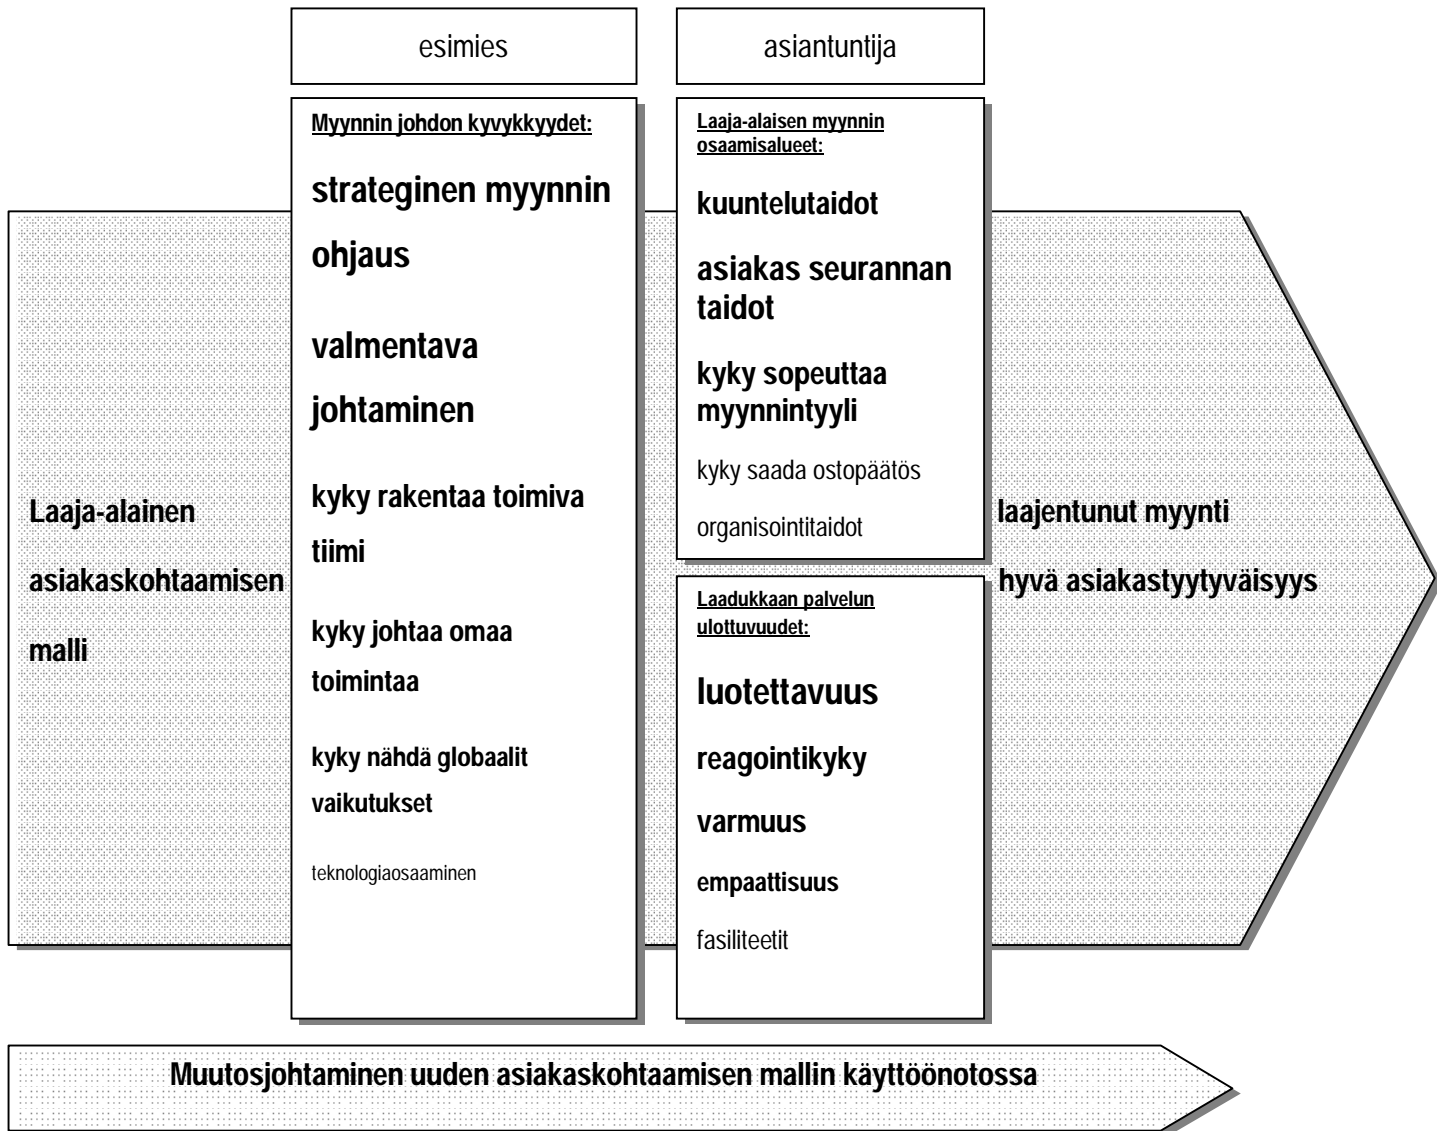 esimies
asiantuntija
Myynnin johdon kyvykkyydet:
strateginen myynnin
ohjaus
valmentava
johtaminen
kyky rakentaa toimiva
tiimi
kyky johtaa omaa
toimintaa
kyky nähdä globaalit
vaikutukset
teknologiaosaaminen
Laaja-alaisen myynnin
osaamisalueet:
kuuntelutaidot
asiakas seurannan
taidot
kyky sopeuttaa
myynnintyyli
kyky saada ostopäätös
organisointitaidot
Laadukkaan palvelun
ulottuvuudet:
luotettavuus
reagointikyky
varmuus
empaattisuus
fasiliteetit
Laaja-alainen
asiakaskohtaamisen
malli
laajentunut myynti
hyvä asiakastyytyväisyys
Muutosjohtaminen uuden asiakaskohtaamisen mallin käyttöönotossa